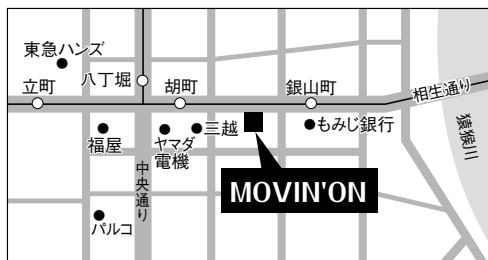 東急ハンズ
立町
八丁堀
胡町
銀山町
相生通り
福屋
ヤマダ
電機
三越
もみじ銀行
猿猴川
中央通り
MOVIN'ON
パルコ